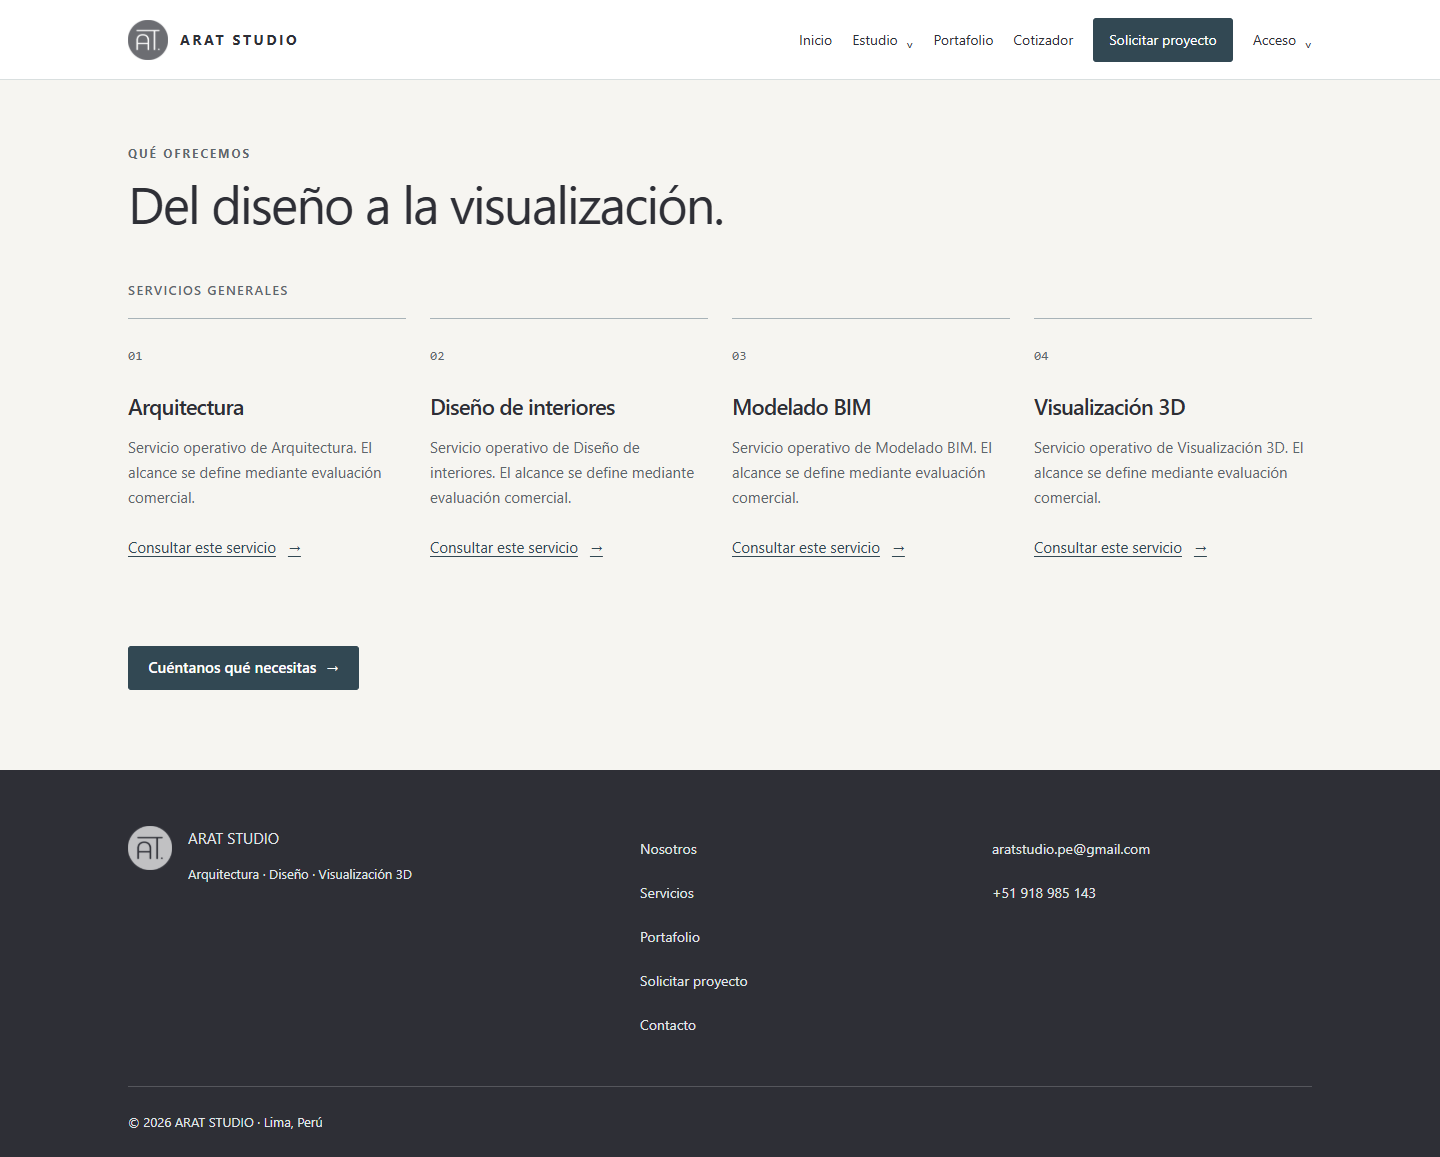 AT.
ARAT STUDIO
Inicio
Estudio v
Portafolio
Cotizador
Solicitar proyecto
Acceso v
QUÉ OFRECEMOS
Del diseño a la visualización.
SERVICIOS GENERALES
01
Arquitectura
Servicio operativo de Arquitectura. El
alcance se define mediante evaluación
comercial.
Consultar este servicio →
02
Diseño de interiores
Servicio operativo de Diseño de
interiores. El alcance se define mediante
evaluación comercial.
Consultar este servicio →
03
Modelado BIM
Servicio operativo de Modelado BIM. El
alcance se define mediante evaluación
comercial.
Consultar este servicio →
04
Visualización 3D
Servicio operativo de Visualización 3D. El
alcance se define mediante evaluación
comercial.
Consultar este servicio →
Cuéntanos qué necesitas →
AT.
ARAT STUDIO
Arquitectura · Diseño · Visualización 3D
Nosotros
Servicios
Portafolio
Solicitar proyecto
Contacto
aratstudio.pe@gmail.com
+51 918 985 143
© 2026 ARAT STUDIO · Lima, Perú